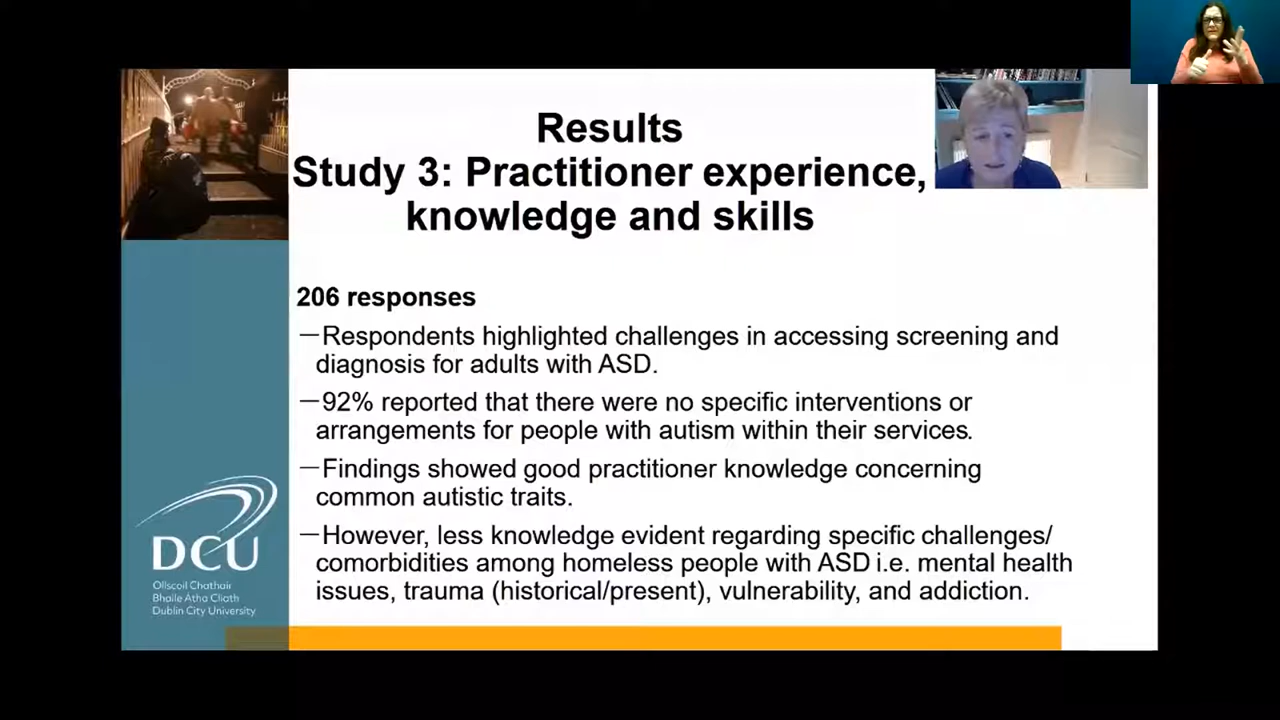 Results
Study 3: Practitioner experience,
knowledge and skills
206 responses
—Respondents highlighted challenges in accessing screening and
diagnosis for adults with ASD.
—92% reported that there were no specific interventions or
arrangements for people with autism within their services.
—Findings showed good practitioner knowledge concerning
common autistic traits.
—However, less knowledge evident regarding specific challenges/
comorbidities among homeless people with ASD i.e. mental health
issues, trauma (historical/present), vulnerability, and addiction.
DCU
Ollscoil Chathair
Bhaile Átha Cliath
Dublin City University